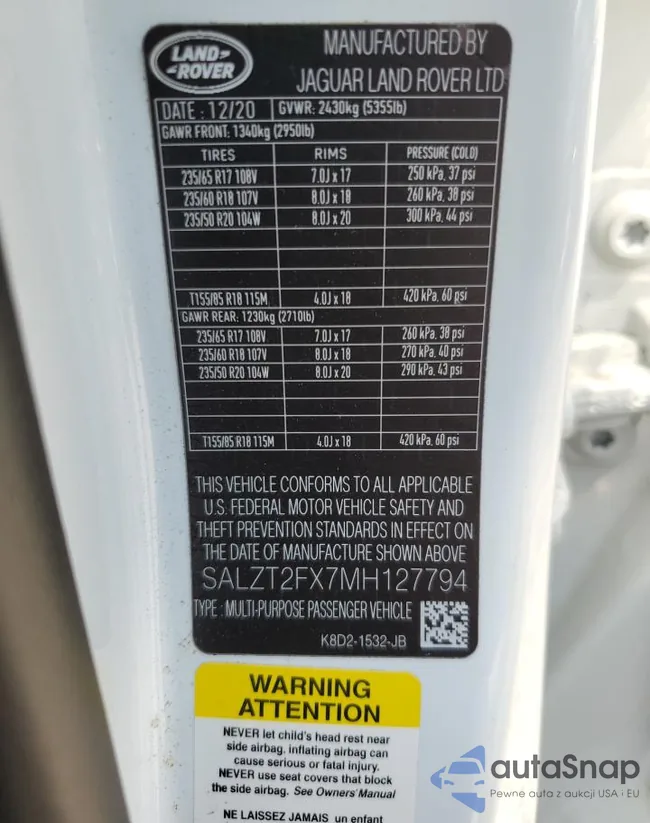 LAND
ROVER
MANUFACTURED BY
JAGUAR LAND ROVER LTD
DATE : 12/20 GVWR: 2430kg (5355lb)
GAWR FRONT: 1340kg (2950lb)
TIRES RIMS PRESSURE (COLD)
235/65 R17 108V 7.0J x 17 250 kPa, 37 psi
235/60 R18 107V 8.0J x 18 260 kPa, 38 psi
235/50 R20 104W 8.0J x 20 300 kPa, 44 psi
T155/85 R18 115M 4.0J x 18 420 kPa, 60 psi
GAWR REAR: 1230kg (2710lb)
235/65 R17 108V 7.0J x 17 260 kPa, 38 psi
235/60 R18 107V 8.0J x 18 270 kPa, 40 psi
235/50 R20 104W 8.0J x 20 290 kPa, 43 psi
T155/85 R18 115M 4.0J x 18 420 kPa, 60 psi
THIS VEHICLE CONFORMS TO ALL APPLICABLE
U.S. FEDERAL MOTOR VEHICLE SAFETY AND
THEFT PREVENTION STANDARDS IN EFFECT ON
THE DATE OF MANUFACTURE SHOWN ABOVE
SALZT2FX7MH127794
TYPE : MULTI-PURPOSE PASSENGER VEHICLE
K8D2-1532-JB
WARNING
ATTENTION
NEVER let child's head rest near
side airbag, inflating airbag can
cause serious or fatal injury.
NEVER use seat covers that block
the side airbag. See Owners Manual
NE LAISSEZ JAMAIS un enfant
autaSnap
Pewne auta z aukcji USA i EU